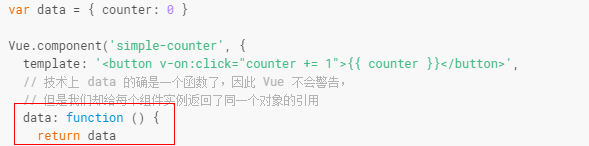 var data = { counter: 0 }
Vue.component('simple-counter', {
template: '<button v-on:click="counter += 1">{{ counter }}</button>',
// 技术上 data 的确是一个函数了，因此 Vue 不会警告，
// 但是我们却给每个组件实例返回了同一个对象的引用
data: function () {
return data